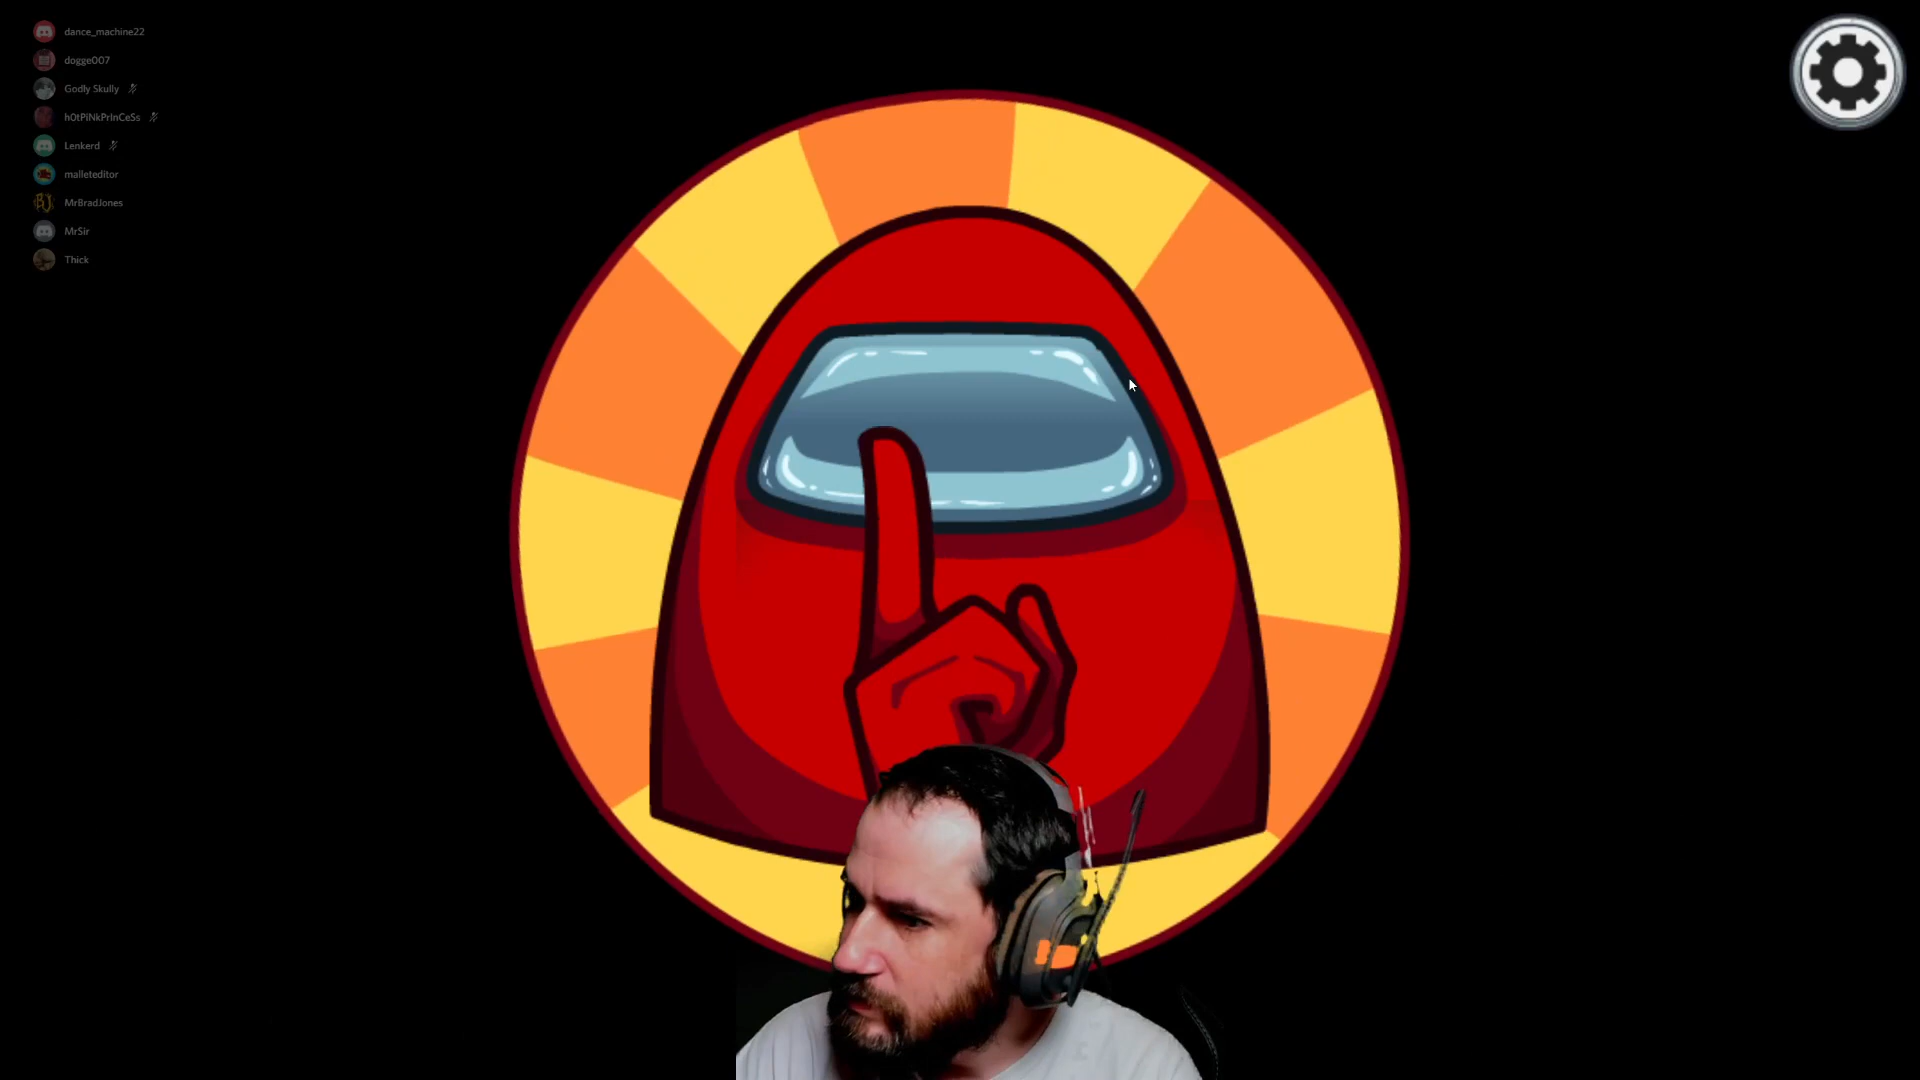 dance_machine22
dogge007
Godly Skully
h0tPiNkPrInCeSs
Lenkerd
malleteditor
MrBradJones
MrSir
Thick